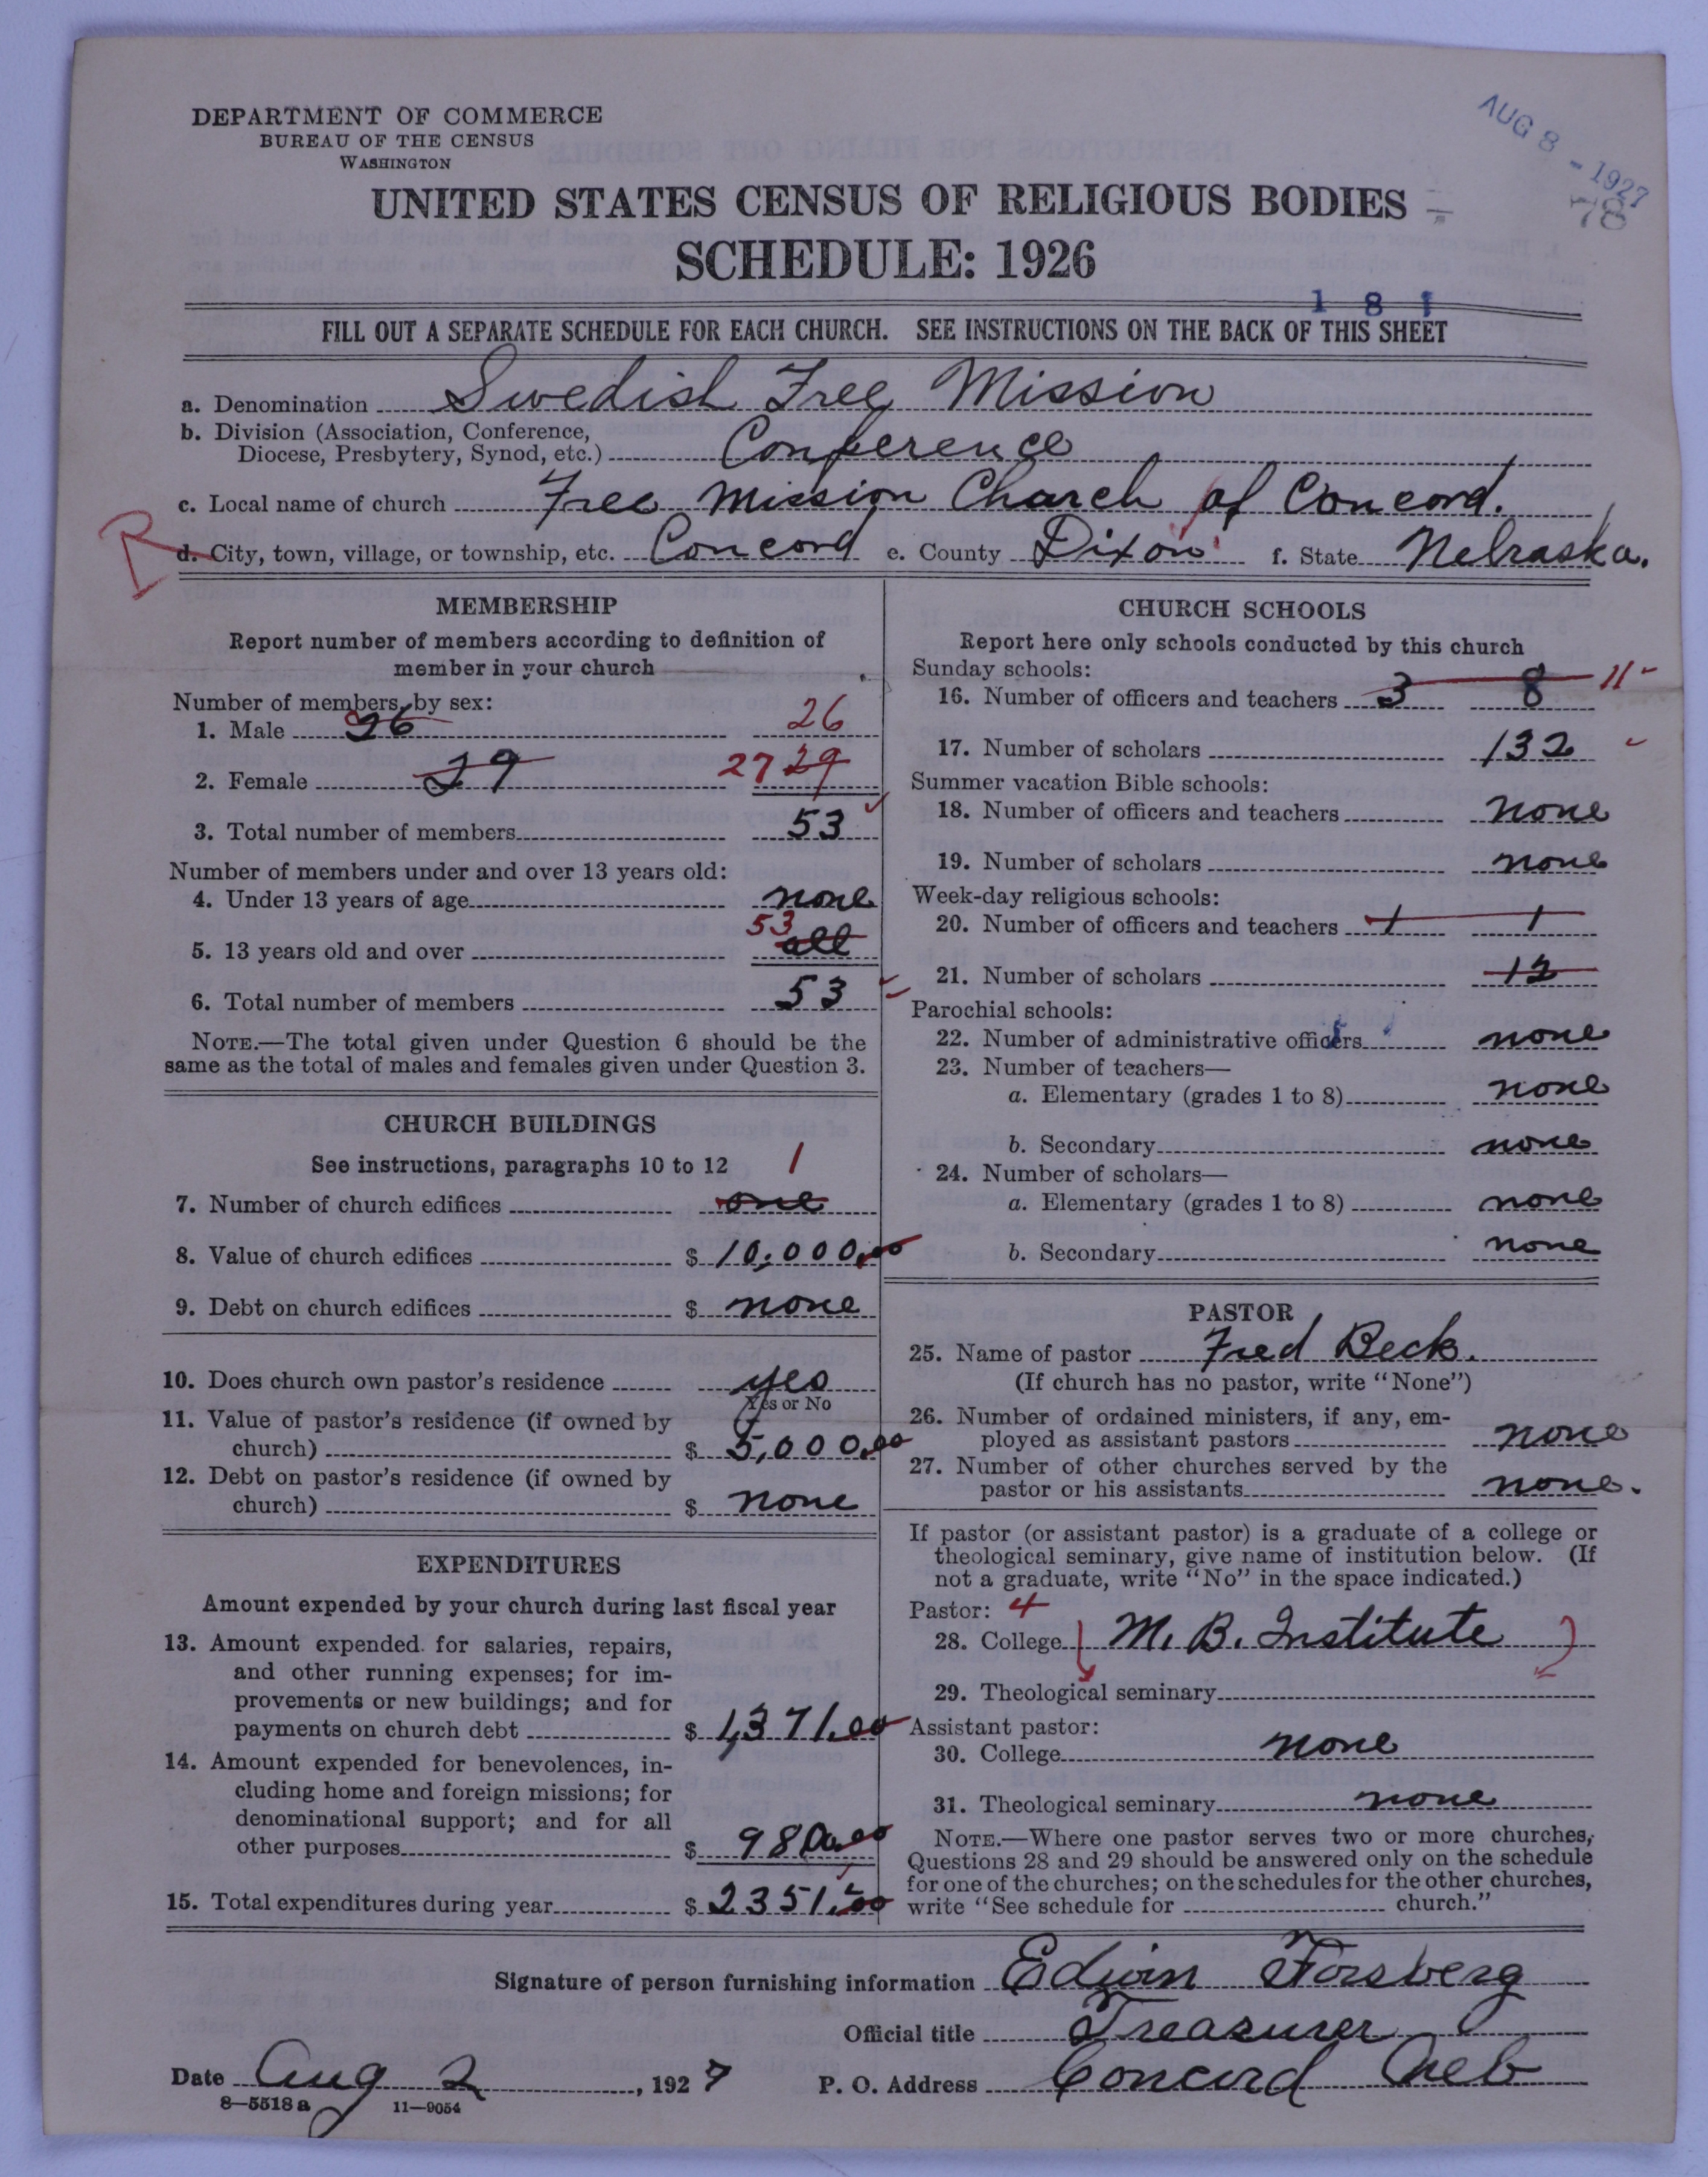 AUG 8 - 1927
78
DEPARTMENT OF COMMERCE
BUREAU OF THE CENSUS
WASHINGTON
UNITED STATES CENSUS OF RELIGIOUS BODIES
SCHEDULE: 1926
1 8 1
FILL OUT A SEPARATE SCHEDULE FOR EACH CHURCH. SEE INSTRUCTIONS ON THE BACK OF THIS SHEET
a. Denomination Swedish Free Mission
b. Division (Association, Conference,
Diocese, Presbytery, Synod, etc.) Conference
c. Local name of church Free Mission Church of Concord.
R
d. City, town, village, or township, etc. Concord e. County Dixon f. State Nebraska.
MEMBERSHIP
Report number of members according to definition of
member in your church
Number of members, by sex:
1. Male 26 26
2. Female 29 27 29
3. Total number of members 53
Number of members under and over 13 years old:
4. Under 13 years of age none
53
5. 13 years old and over all
6. Total number of members 53
NOTE.—The total given under Question 6 should be the
same as the total of males and females given under Question 3.
CHURCH BUILDINGS
See instructions, paragraphs 10 to 12 1
7. Number of church edifices one
8. Value of church edifices $ 10,000.00
9. Debt on church edifices $ none
10. Does church own pastor's residence yes
Yes or No
11. Value of pastor's residence (if owned by
church) $ 5,000.00
12. Debt on pastor's residence (if owned by
church) $ none
EXPENDITURES
Amount expended by your church during last fiscal year
13. Amount expended for salaries, repairs,
and other running expenses; for im-
provements or new buildings; and for
payments on church debt $ 1,371.00
14. Amount expended for benevolences, in-
cluding home and foreign missions; for
denominational support; and for all
other purposes $ 980.00
15. Total expenditures during year $ 2351.00
CHURCH SCHOOLS
Report here only schools conducted by this church
Sunday schools:
16. Number of officers and teachers 3 8 11
17. Number of scholars 132
Summer vacation Bible schools:
18. Number of officers and teachers none
19. Number of scholars none
Week-day religious schools:
20. Number of officers and teachers 1 1
21. Number of scholars 12
Parochial schools:
22. Number of administrative officers none
23. Number of teachers—
a. Elementary (grades 1 to 8) none
b. Secondary none
24. Number of scholars—
a. Elementary (grades 1 to 8) none
b. Secondary none
PASTOR
25. Name of pastor Fred Beck.
(If church has no pastor, write "None")
26. Number of ordained ministers, if any, em-
ployed as assistant pastors none
27. Number of other churches served by the
pastor or his assistants none.
If pastor (or assistant pastor) is a graduate of a college or
theological seminary, give name of institution below. (If
not a graduate, write "No" in the space indicated.)
Pastor: 4
28. College M. B. Institute
29. Theological seminary
Assistant pastor:
30. College none
31. Theological seminary none
NOTE.—Where one pastor serves two or more churches,
Questions 28 and 29 should be answered only on the schedule
for one of the churches; on the schedules for the other churches,
write "See schedule for church."
Signature of person furnishing information Edwin Forsberg
Official title Treasurer
Date Aug 2, 1927 P. O. Address Concord Neb
8—5518 a 11—9054